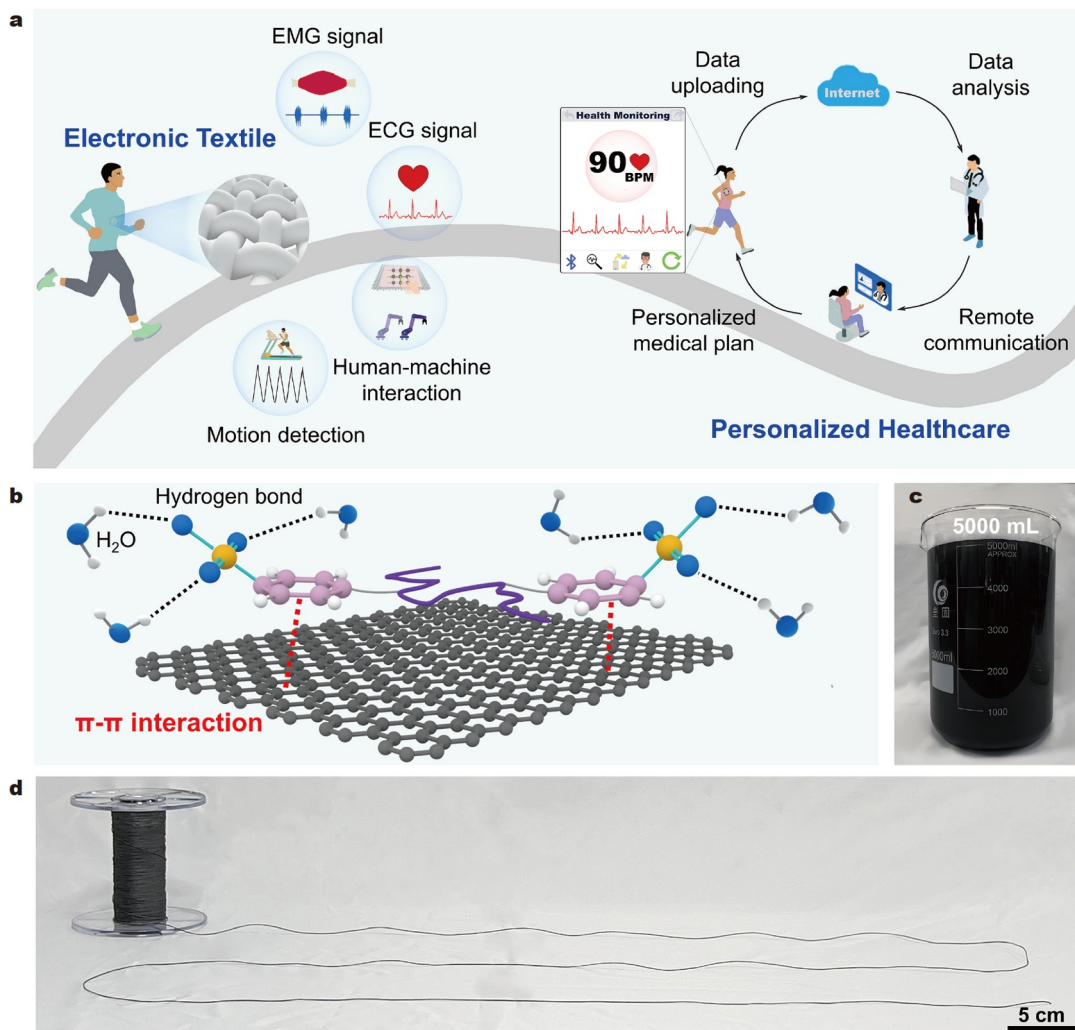 a
EMG signal
ECG signal
Electronic Textile
Human-machine
interaction
Motion detection
Health Monitoring
90
BPM
Data
uploading
Internet
Data
analysis
Personalized
medical plan
Remote
communication
Personalized Healthcare
b
Hydrogen bond
H₂O
π-π interaction
c
5000 mL
5000ml
APPROX
4000
3000
2000
1000
d
5 cm